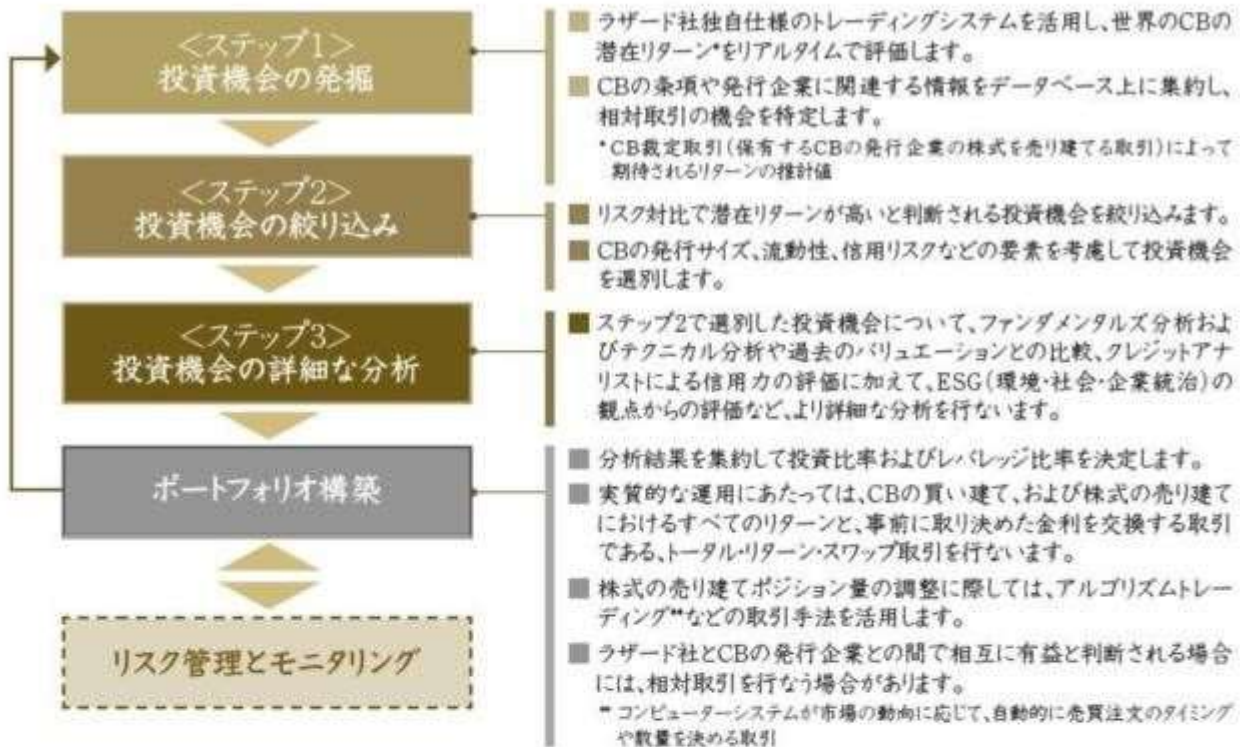 <ステップ1>
投資機会の発掘
■ ラザード社独自仕様のトレーディングシステムを活用し、世界のCBの
潜在リターン*をリアルタイムで評価します。
■ CBの条項や発行企業に関連する情報をデータベース上に集約し、
相対取引の機会を特定します。
* CB裁定取引(保有するCBの発行企業の株式を売り建てる取引)によって
期待されるリターンの推計値
<ステップ2>
投資機会の絞り込み
■ リスク対比で潜在リターンが高いと判断される投資機会を絞り込みます。
■ CBの発行サイズ、流動性、信用リスクなどの要素を考慮して投資機会
を選別します。
<ステップ3>
投資機会の詳細な分析
■ ステップ2で選別した投資機会について、ファンダメンタルズ分析およ
びテクニカル分析や過去のバリュエーションとの比較、クレジットアナ
リストによる信用力の評価に加えて、ESG(環境・社会・企業統治)の
観点からの評価など、より詳細な分析を行ないます。
ポートフォリオ構築
■ 分析結果を集約して投資比率およびレバレッジ比率を決定します。
■ 実質的な運用にあたっては、CBの買い建て、および株式の売り建て
におけるすべてのリターンと、事前に取り決めた金利を交換する取引
である、トータル・リターン・スワップ取引を行ないます。
■ 株式の売り建てポジション量の調整に際しては、アルゴリズムトレー
ディング**などの取引手法を活用します。
■ ラザード社とCBの発行企業との間で相互に有益と判断される場合
には、相対取引を行なう場合があります。
** コンピューターシステムが市場の動向に応じて、自動的に売買注文のタイミング
や数量を決める取引
リスク管理とモニタリング